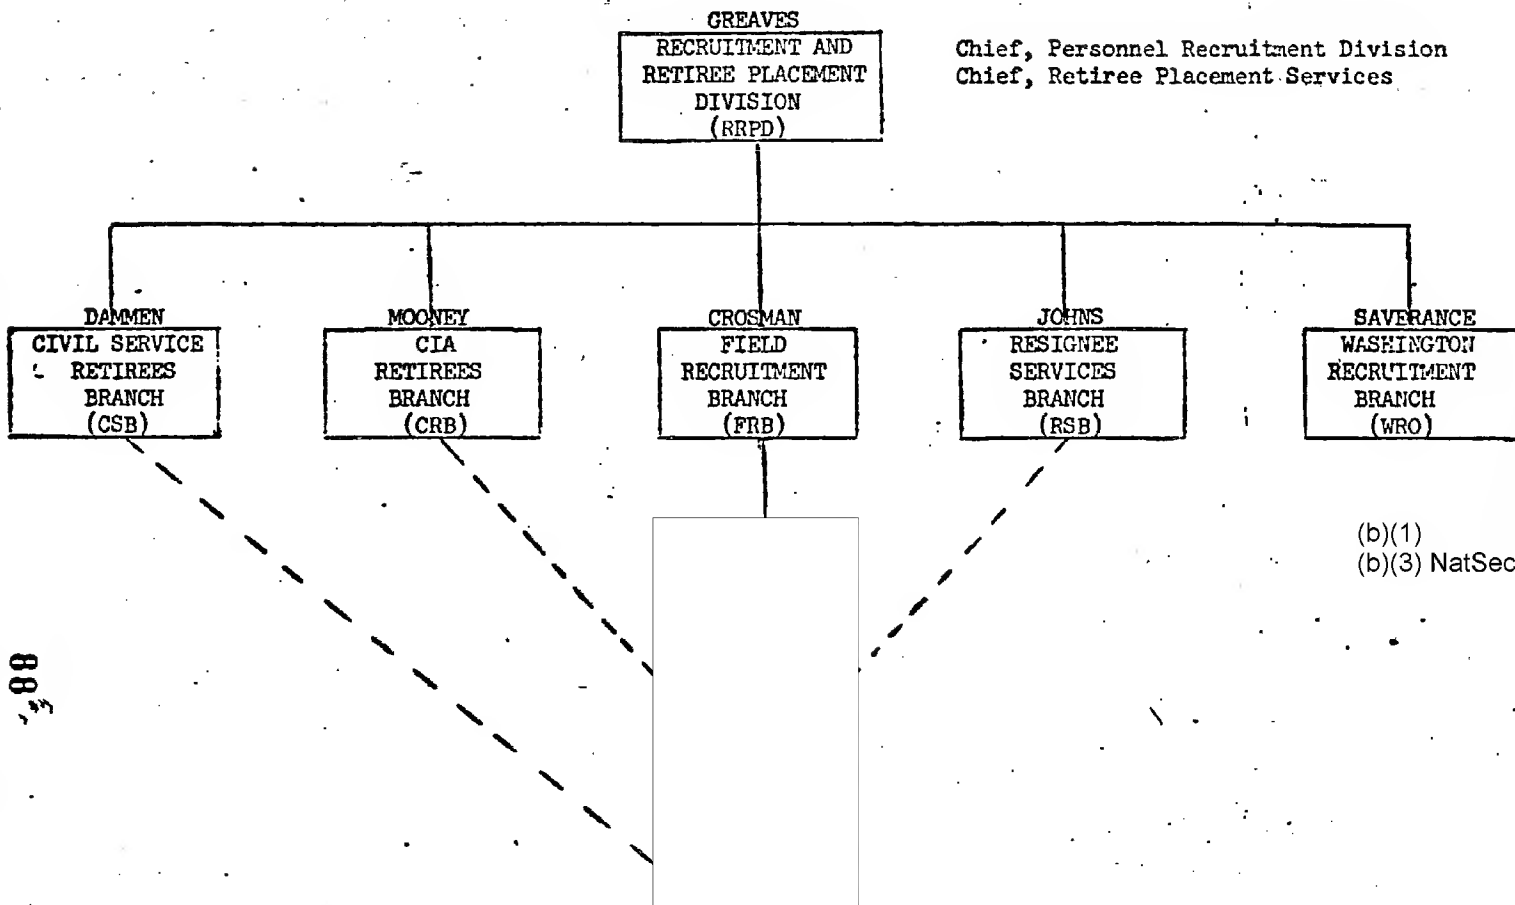 GREAVES
RECRUITMENT AND
RETIREE PLACEMENT
DIVISION
(RRPD)
Chief, Personnel Recruitment Division
Chief, Retiree Placement Services
DAMMEN
CIVIL SERVICE
RETIREES
BRANCH
(CSB)
MOONEY
CIA
RETIREES
BRANCH
(CRB)
CROSMAN
FIELD
RECRUITMENT
BRANCH
(FRB)
JOHNS
RESIGNEE
SERVICES
BRANCH
(RSB)
SAVERANCE
WASHINGTON
RECRUITMENT
BRANCH
(WRO)
(b)(1)
(b)(3) NatSec
88